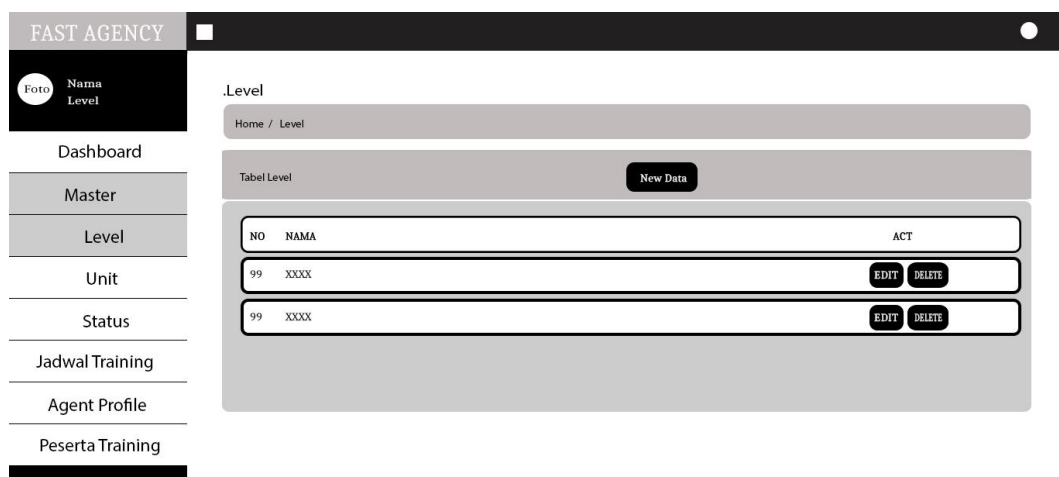 FAST AGENCY
Foto
Nama
Level
Dashboard
Master
Level
Unit
Status
Jadwal Training
Agent Profile
Peserta Training
.Level
Home / Level
Tabel Level
New Data
NO NAMA ACT
99 XXXX EDIT DELETE
99 XXXX EDIT DELETE